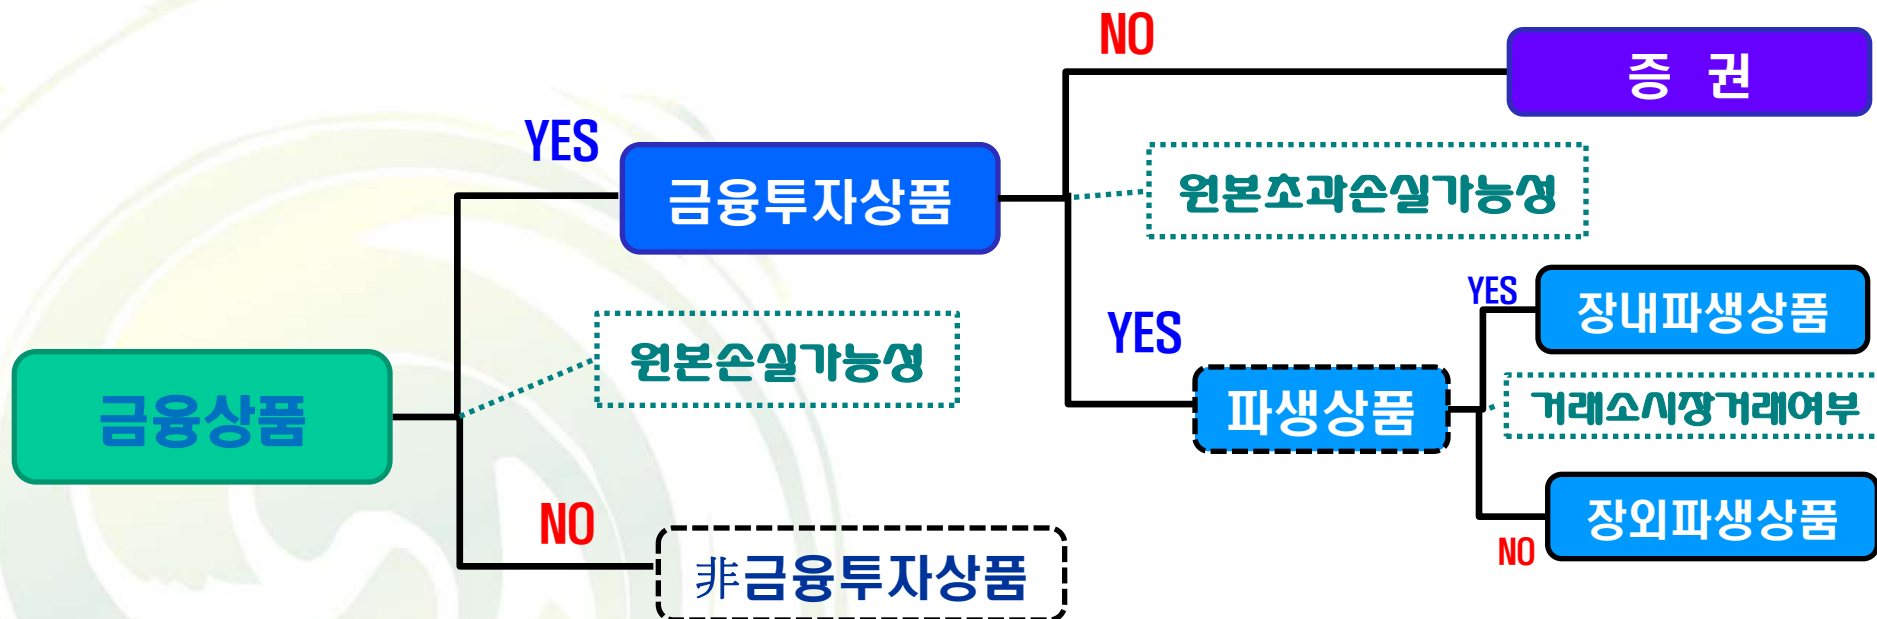 NO
증 권
YES
금융투자상품
원본초과손실가능성
YES
장내파생상품
원본손실가능성
YES
금융상품
파생상품
거래소시장거래여부
NO
非금융투자상품
장외파생상품
NO